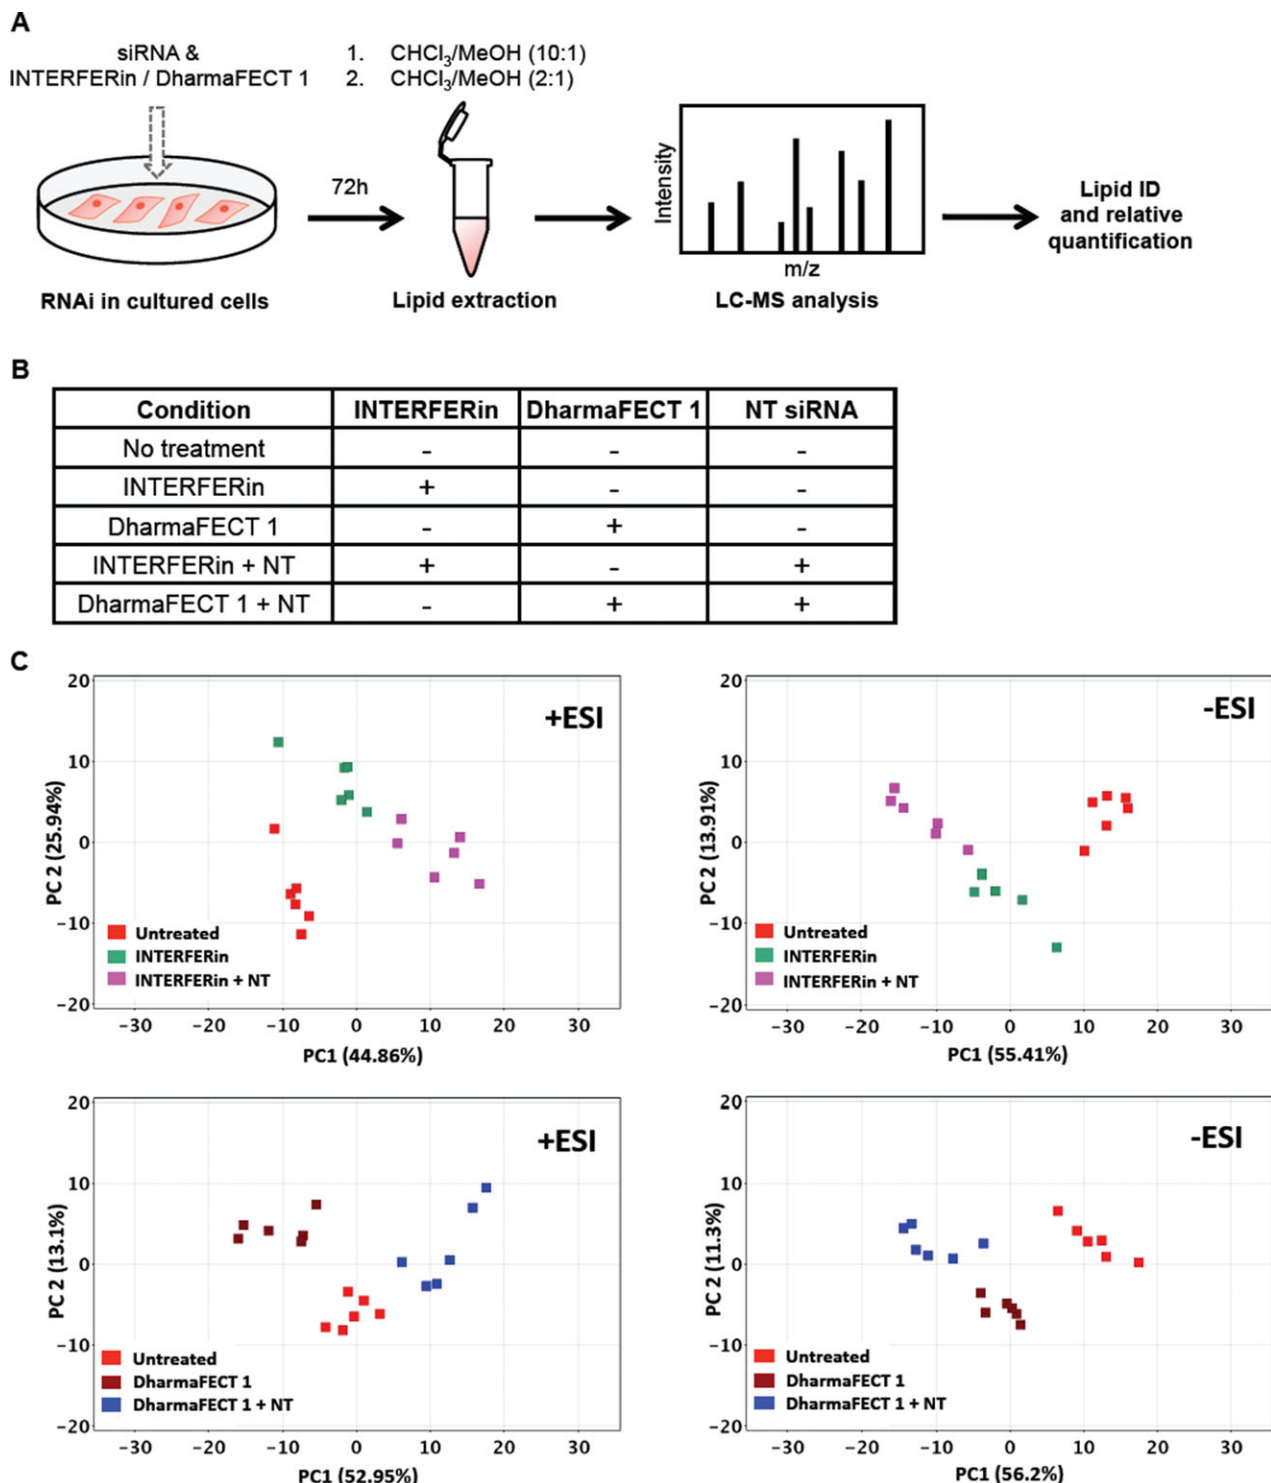 A
siRNA &
INTERFERin / DharmaFECT 1
1. CHCl3/MeOH (10:1)
2. CHCl3/MeOH (2:1)
72h
Intensity
m/z
Lipid ID
and relative
quantification
RNAi in cultured cells
Lipid extraction
LC-MS analysis
B
Condition INTERFERin DharmaFECT 1 NT siRNA
No treatment - - -
INTERFERin + - -
DharmaFECT 1 - + -
INTERFERin + NT + - +
DharmaFECT 1 + NT - + +
C
+ESI
20
10
0
−10
−20
PC 2 (25.94%)
Untreated
INTERFERin
INTERFERin + NT
−30 −20 −10 0 10 20 30
PC1 (44.86%)
-ESI
20
10
0
−10
−20
PC 2 (13.91%)
Untreated
INTERFERin
INTERFERin + NT
−30 −20 −10 0 10 20 30
PC1 (55.41%)
+ESI
20
10
0
−10
−20
PC 2 (13.1%)
Untreated
DharmaFECT 1
DharmaFECT 1 + NT
−30 −20 −10 0 10 20 30
PC1 (52.95%)
-ESI
20
10
0
−10
−20
PC 2 (11.3%)
Untreated
DharmaFECT 1
DharmaFECT 1 + NT
−30 −20 −10 0 10 20 30
PC1 (56.2%)